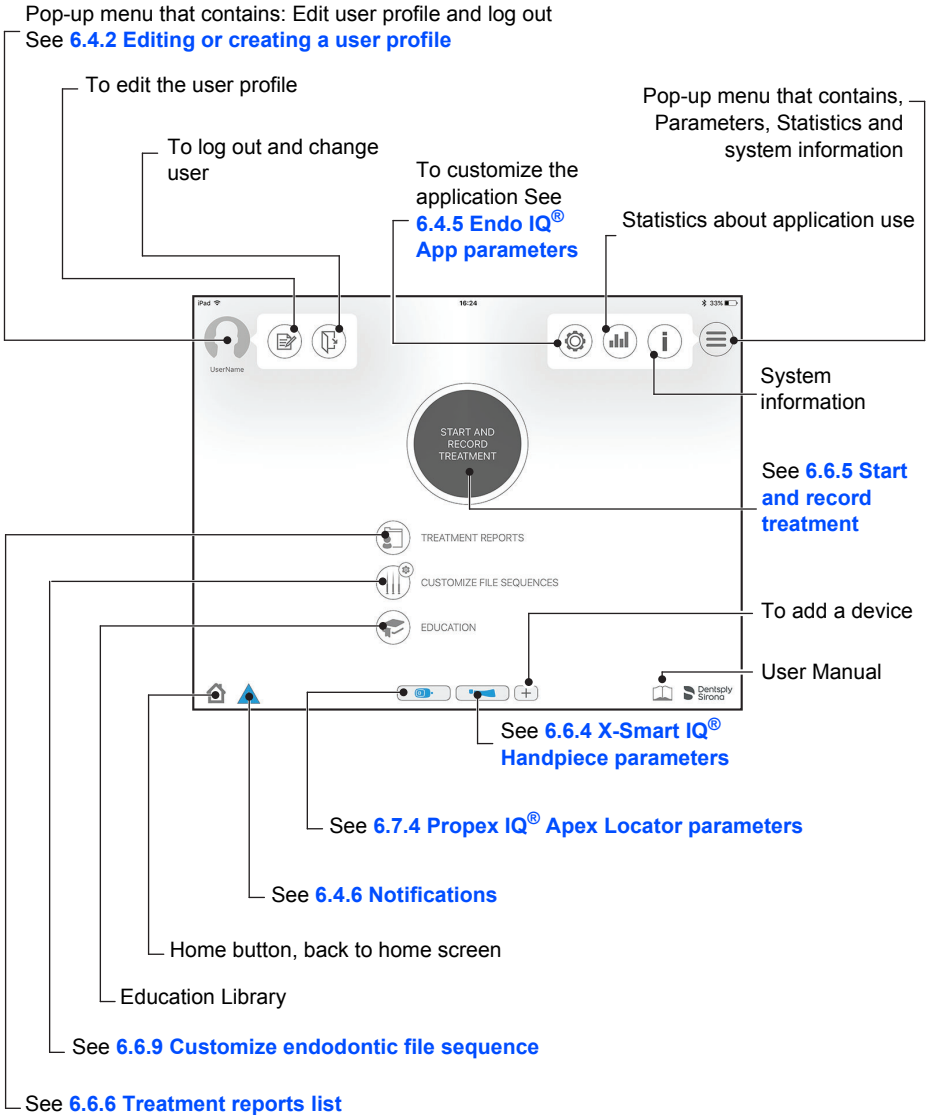 Pop-up menu that contains: Edit user profile and log out
See 6.4.2 Editing or creating a user profile
To edit the user profile
Pop-up menu that contains,
Parameters, Statistics and
system information
To log out and change
user
To customize the
application See
6.4.5 Endo IQ®
App parameters
Statistics about application use
iPad
16:24
33%
UserName
System
information
START AND
RECORD
TREATMENT
See 6.6.5 Start
and record
treatment
TREATMENT REPORTS
CUSTOMIZE FILE SEQUENCES
EDUCATION
To add a device
User Manual
Dentsply
Sirona
See 6.6.4 X-Smart IQ®
Handpiece parameters
See 6.7.4 Propex IQ® Apex Locator parameters
See 6.4.6 Notifications
Home button, back to home screen
Education Library
See 6.6.9 Customize endodontic file sequence
See 6.6.6 Treatment reports list